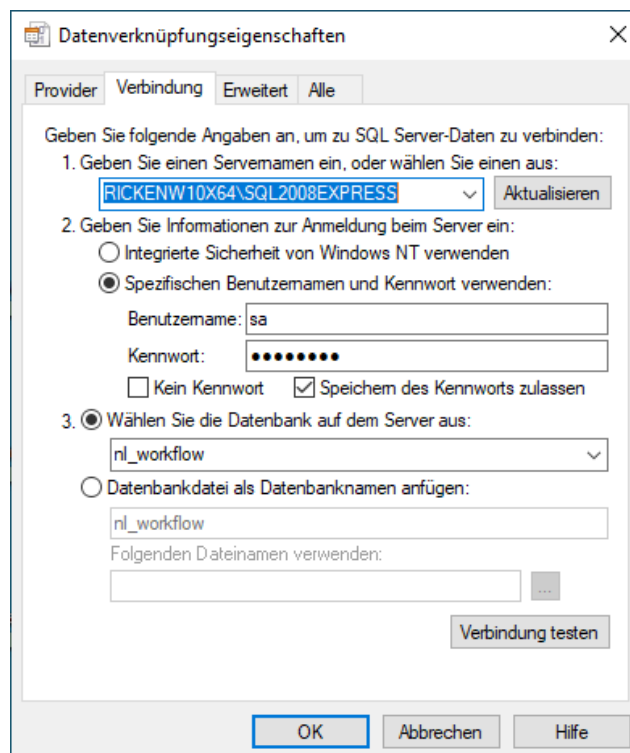 Datenverknüpfungseigenschaften
Provider Verbindung Erweitert Alle
Geben Sie folgende Angaben an, um zu SQL Server-Daten zu verbinden:
1. Geben Sie einen Servernamen ein, oder wählen Sie einen aus:
RICKENW10X64\SQL2008EXPRESS Aktualisieren
2. Geben Sie Informationen zur Anmeldung beim Server ein:
Integrierte Sicherheit von Windows NT verwenden
Spezifischen Benutzernamen und Kennwort verwenden:
Benutzername: sa
Kennwort: ●●●●●●●●
Kein Kennwort Speichern des Kennworts zulassen
3. Wählen Sie die Datenbank auf dem Server aus:
nl_workflow
Datenbankdatei als Datenbanknamen anfügen:
nl_workflow
Folgenden Dateinamen verwenden:
...
Verbindung testen
OK Abbrechen Hilfe